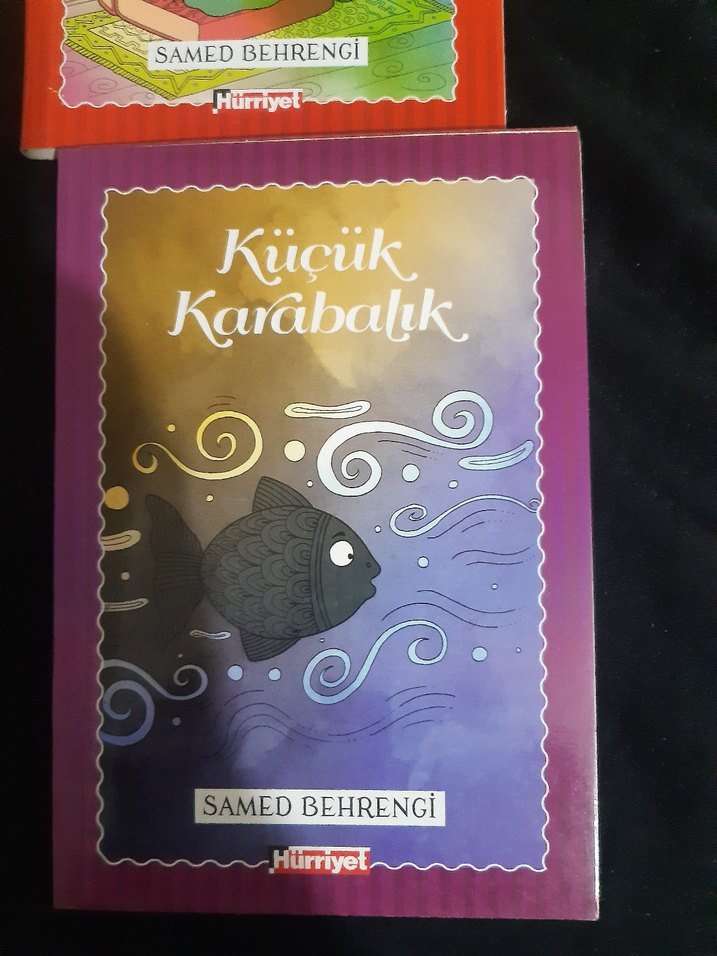 SAMED BEHRENGİ
Hürriyet
Küçük
Karabalık
SAMED BEHRENGİ
Hürriyet